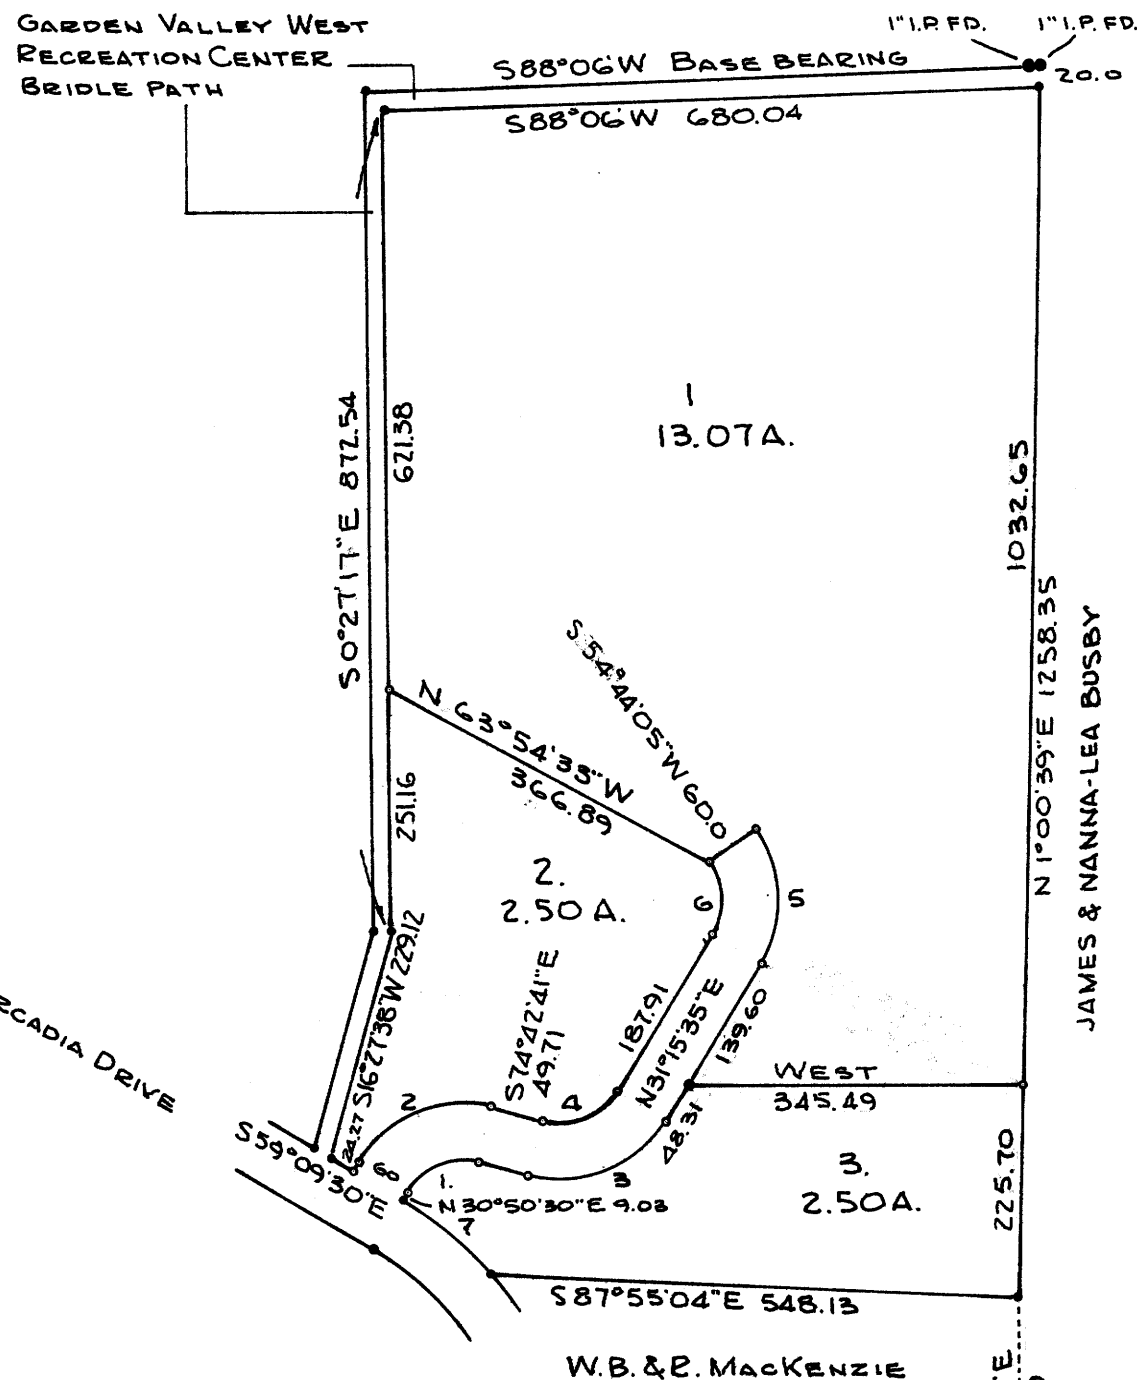 GARDEN VALLEY WEST
RECREATION CENTER
BRIDLE PATH
1" I.P. FD.
1" I.P. FD.
S88°06'W BASE BEARING
20.0
S88°06'W 680.04
1
13.07A.
S0°27'17"E 872.54
621.38
1032.65
N1°00'39"E 1258.35
JAMES & NANNA-LEA BUSBY
S 54°44'05"W 60.0
N 63°54'33"W
366.89
251.16
2.
2.50 A.
6
5
S16°27'38"W 229.12
S74°42'41"E
49.71
187.91
N31°15'35"E
139.60
DRIVE
WEST
345.49
2
4
48.31
24.27
S59°09'30"E
60
1.
3
3.
2.50A.
225.70
N30°50'30"E 9.03
7
S87°55'04"E 548.13
W.B. & R. MACKENZIE